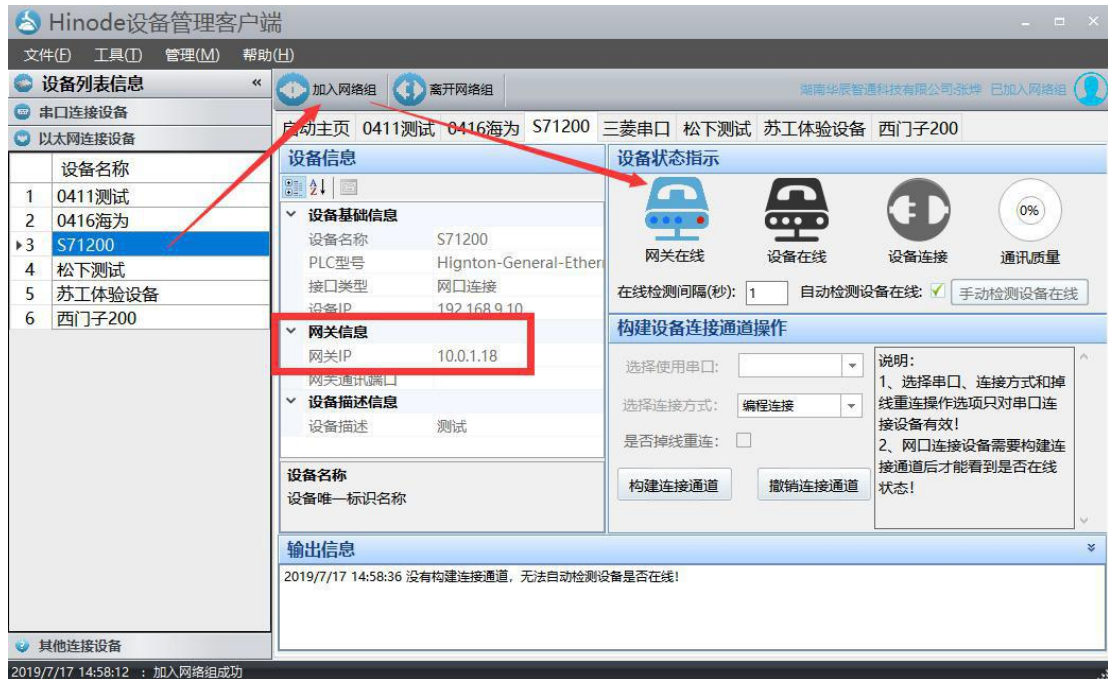 Hinode设备管理客户端
文件(F) 工具(T) 管理(M) 帮助(H)
设备列表信息 «
串口连接设备
以太网连接设备
设备名称
1 0411测试
2 0416海为
3 S71200
4 松下测试
5 苏工体验设备
6 西门子200
其他连接设备
加入网络组 离开网络组
湖南华辰智通科技有限公司:张烨 已加入网络组
启动主页 0411测试 0416海为 S71200 三菱串口 松下测试 苏工体验设备 西门子200
设备信息
设备基础信息
设备名称 S71200
PLC型号 Hignton-General-Ethern
接口类型 网口连接
设备IP 192.168.9.10
网关信息
网关IP 10.0.1.18
网关通讯端口
设备描述信息
设备描述 测试
设备名称
设备唯一标识名称
设备状态指示
0%
网关在线 设备在线 设备连接 通讯质量
在线检测间隔(秒): 1 自动检测设备在线: 手动检测设备在线
构建设备连接通道操作
选择使用串口:
选择连接方式: 编程连接
是否掉线重连:
构建连接通道 撤销连接通道
说明:
1、选择串口、连接方式和掉
线重连操作选项只对串口连
接设备有效!
2、网口连接设备需要构建连
接通道后才能看到是否在线
状态!
输出信息
2019/7/17 14:58:36 没有构建连接通道, 无法自动检测设备是否在线!
2019/7/17 14:58:12 : 加入网络组成功